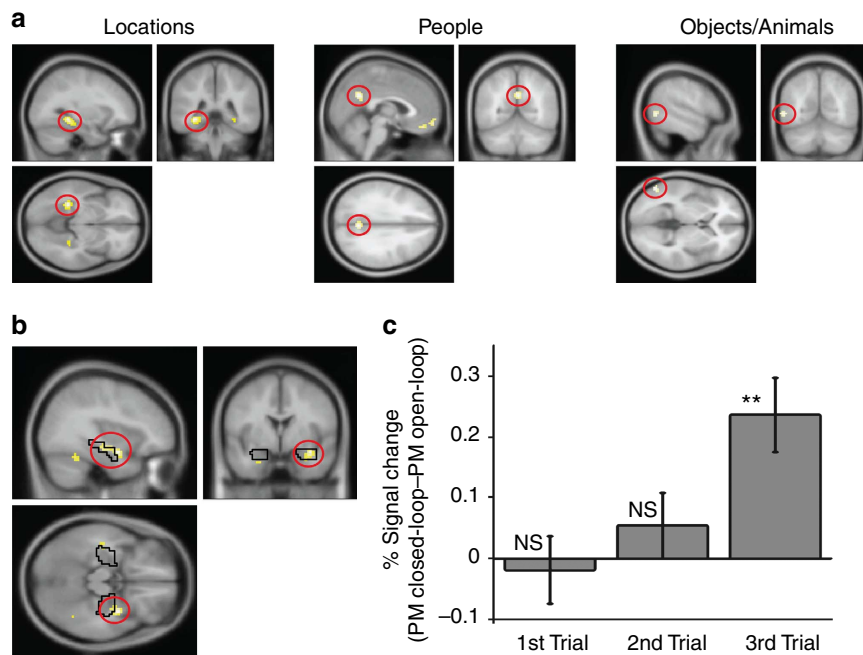 a
Locations
People
Objects/Animals
b
c
% Signal change
(PM closed-loop–PM open-loop)
0.3
0.2
0.1
0
–0.1
NS
NS
**
1st Trial
2nd Trial
3rd Trial